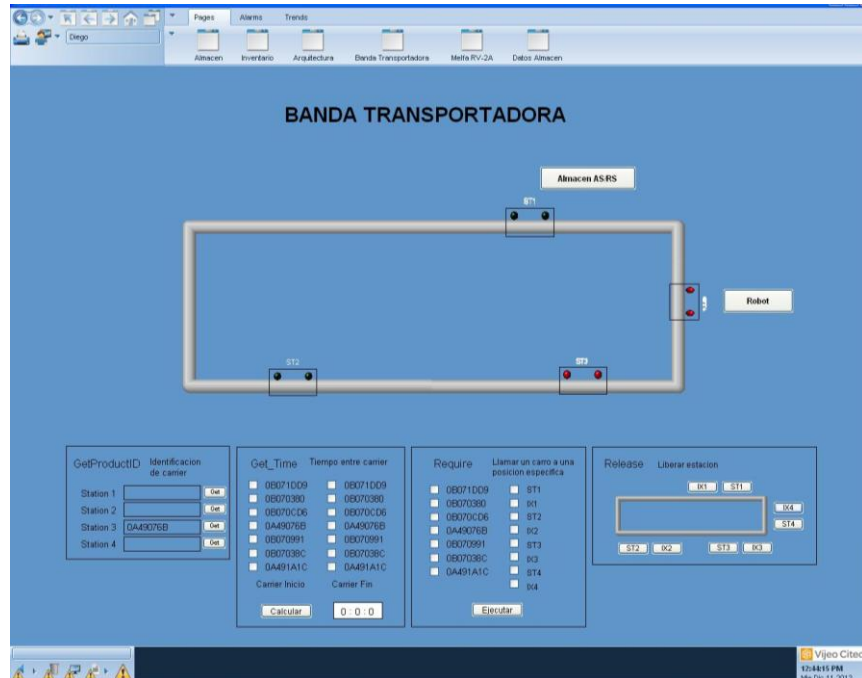 Pages Alarms Trends
Diego
Almacen Inventario Arquitectura Banda Transportadora Melfa RV-2A Datos Almacen
BANDA TRANSPORTADORA
Almacen AS/RS
ST1
Robot
ST2
ST3
GetProductID Identificacion de carrier
Station 1 Get
Station 2 Get
Station 3 0A49076B Get
Station 4 Get
Get_Time Tiempo entre carrier
0B071DD9 0B071DD9
0B070380 0B070380
0B070CD6 0B070CD6
0A49076B 0A49076B
0B070991 0B070991
0B07038C 0B07038C
0A491A1C 0A491A1C
Carrier Inicio Carrier Fin
Calcular 0 : 0 : 0
Require Llamar un carro a una posicion especifica
0B071DD9 ST1
0B070380 IX1
0B070CD6 ST2
0A49076B IX2
0B070991 ST3
0B07038C IX3
0A491A1C ST4
IX4
Ejecutar
Release Liberar estacion
IX1 ST1
IX4
ST4
ST2 IX2 ST3 IX3
Vijeo Citec
12:44:15 PM